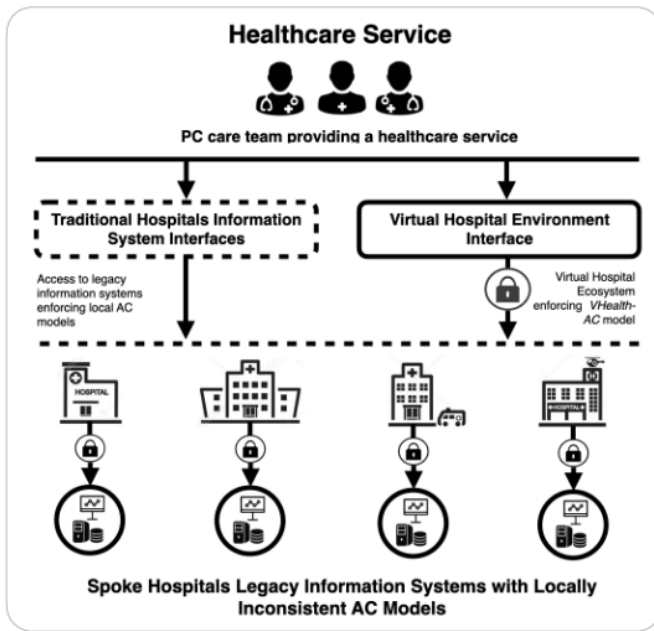 Healthcare Service
PC care team providing a healthcare service
Traditional Hospitals Information
System Interfaces
Virtual Hospital Environment
Interface
Access to legacy
information systems
enforcing local AC
models
Virtual Hospital
Ecosystem
enforcing VHealth-
AC model
HOSPITAL
H
HOSPITAL
Spoke Hospitals Legacy Information Systems with Locally
Inconsistent AC Models